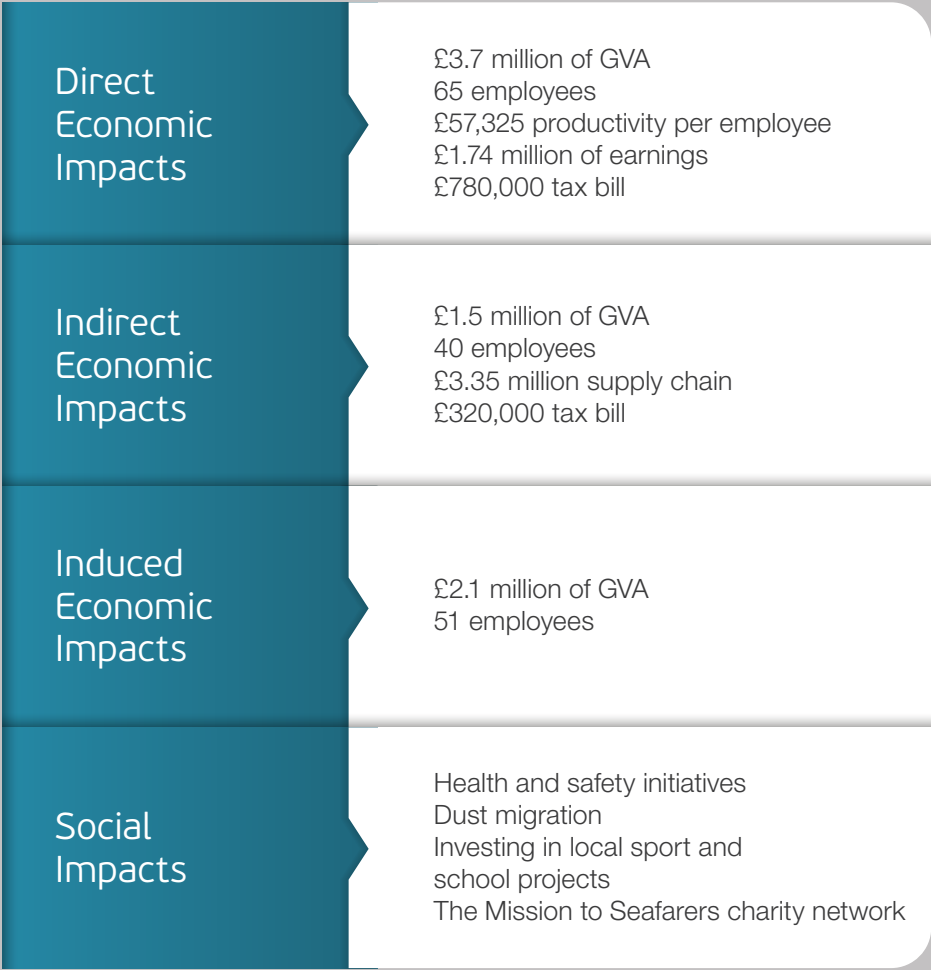 Direct
Economic
Impacts
£3.7 million of GVA
65 employees
£57,325 productivity per employee
£1.74 million of earnings
£780,000 tax bill
Indirect
Economic
Impacts
£1.5 million of GVA
40 employees
£3.35 million supply chain
£320,000 tax bill
Induced
Economic
Impacts
£2.1 million of GVA
51 employees
Social
Impacts
Health and safety initiatives
Dust migration
Investing in local sport and
school projects
The Mission to Seafarers charity network